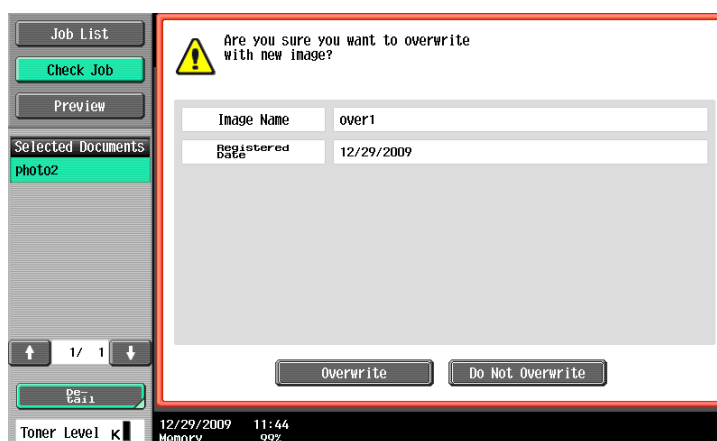 Job List
Check Job
Preview
Selected Documents
photo2
1/ 1
De-
tail
Toner Level K
Are you sure you want to overwrite
with new image?
Image Name over1
Registered
Date
12/29/2009
Overwrite Do Not Overwrite
12/29/2009 11:44
Memory 99%